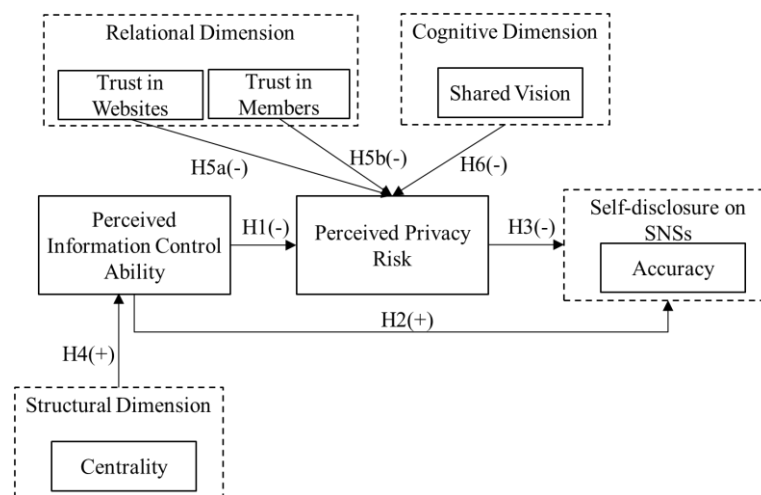 Relational Dimension
Trust in
Websites
Trust in
Members
Cognitive Dimension
Shared Vision
H5a(-)
H5b(-)
H6(-)
Perceived
Information Control
Ability
H1(-)
Perceived Privacy
Risk
H3(-)
Self-disclosure on
SNSs
Accuracy
H2(+)
H4(+)
Structural Dimension
Centrality